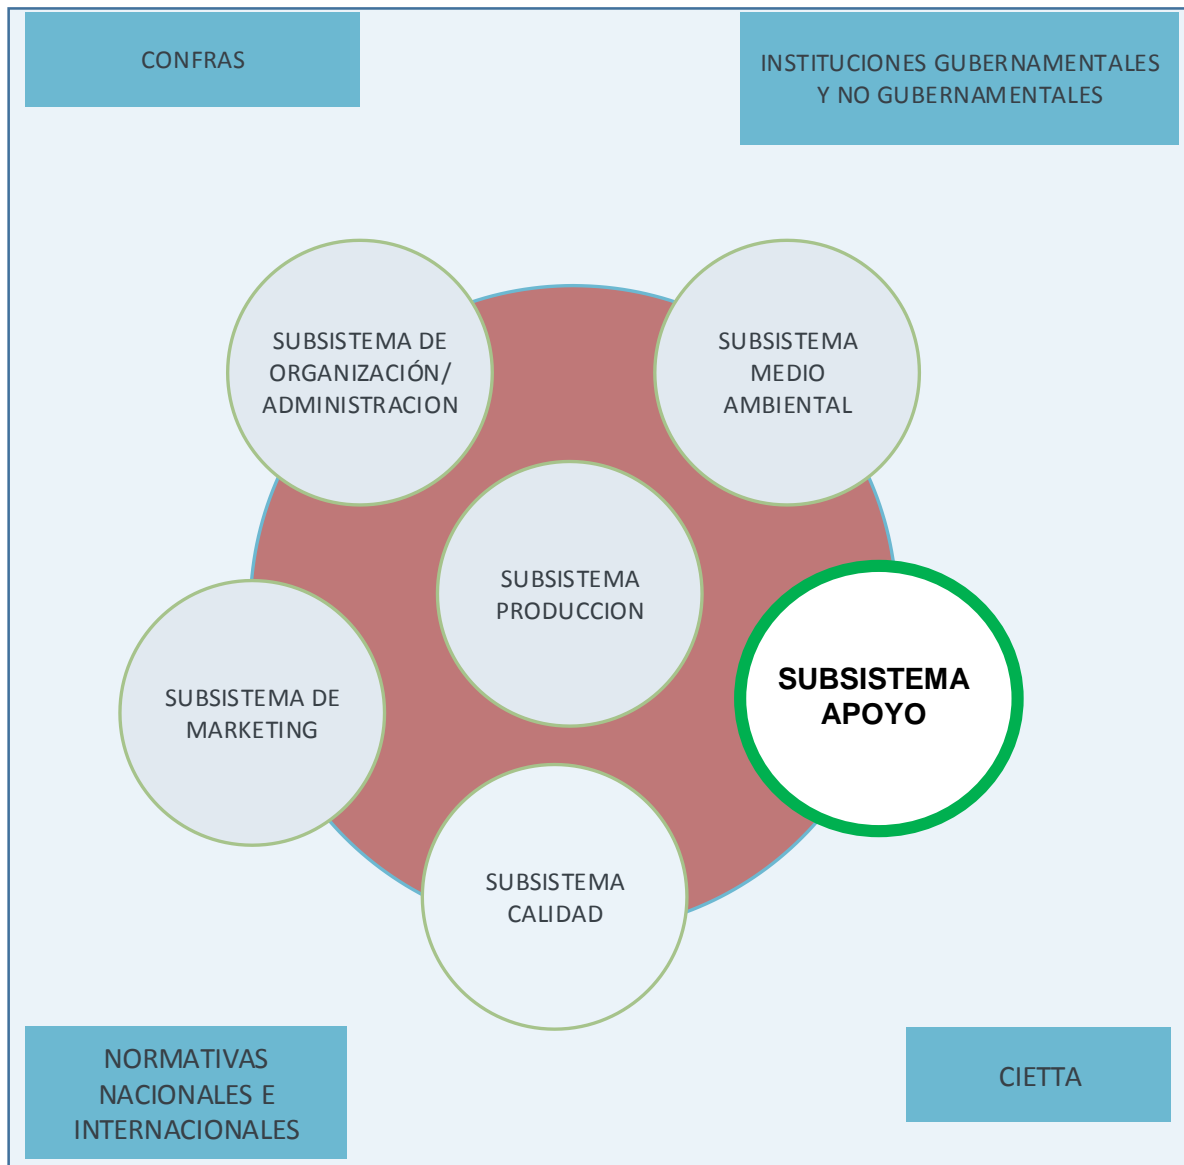 CONFRAS
INSTITUCIONES GUBERNAMENTALES
Y NO GUBERNAMENTALES
SUBSISTEMA DE
ORGANIZACIÓN/
ADMINISTRACION
SUBSISTEMA
MEDIO
AMBIENTAL
SUBSISTEMA
PRODUCCION
SUBSISTEMA
APOYO
SUBSISTEMA DE
MARKETING
SUBSISTEMA
CALIDAD
NORMATIVAS
NACIONALES E
INTERNACIONALES
CIETTA